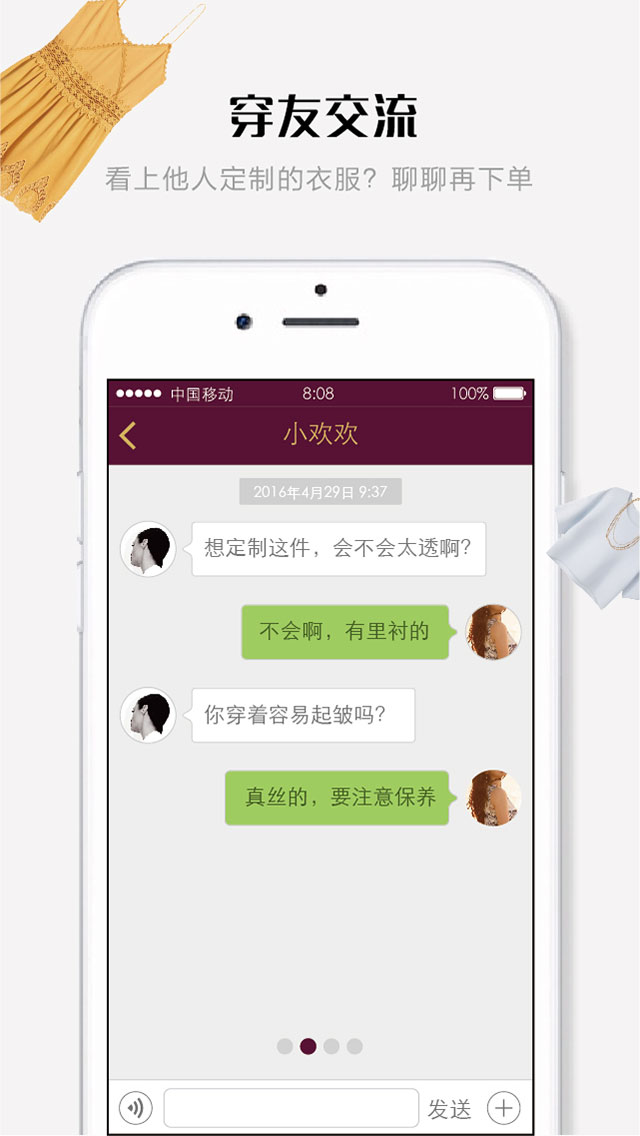 穿友交流
看上他人定制的衣服？聊聊再下单
中国移动 8:08 100%
小欢欢
2016年4月29日 9:37
想定制这件，会不会太透啊？
不会啊，有里衬的
你穿着容易起皱吗？
真丝的，要注意保养
发送